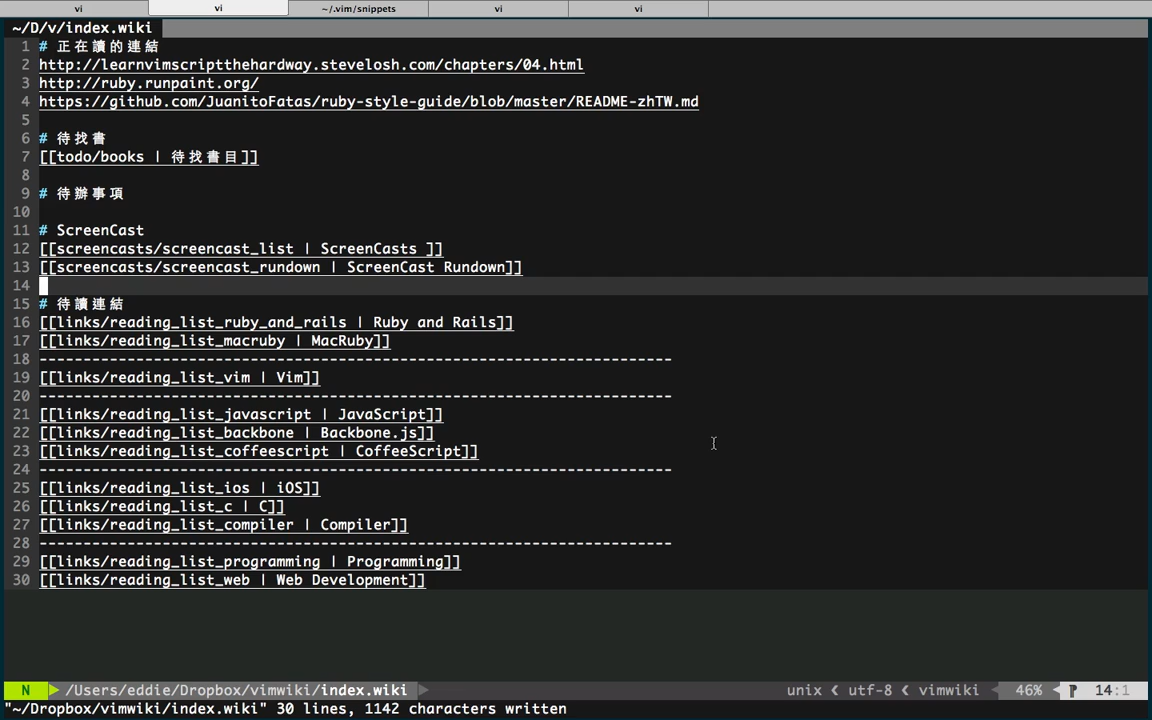 vi vi ~/.vim/snippets vi vi
~/D/v/index.wiki
1 # 正在讀的連結
2 http://learnvimscriptthehardway.stevelosh.com/chapters/04.html
3 http://ruby.runpaint.org/
4 https://github.com/JuanitoFatas/ruby-style-guide/blob/master/README-zhTW.md
5
6 # 待找書
7 [[todo/books | 待找書目]]
8
9 # 待辦事項
10
11 # ScreenCast
12 [[screencasts/screencast_list | ScreenCasts ]]
13 [[screencasts/screencast_rundown | ScreenCast Rundown]]
14
15 # 待讀連結
16 [[links/reading_list_ruby_and_rails | Ruby and Rails]]
17 [[links/reading_list_macruby | MacRuby]]
18 ------------------------------------------------------------------------
19 [[links/reading_list_vim | Vim]]
20 ------------------------------------------------------------------------
21 [[links/reading_list_javascript | JavaScript]]
22 [[links/reading_list_backbone | Backbone.js]]
23 [[links/reading_list_coffeescript | CoffeeScript]]
24 ------------------------------------------------------------------------
25 [[links/reading_list_ios | iOS]]
26 [[links/reading_list_c | C]]
27 [[links/reading_list_compiler | Compiler]]
28 ------------------------------------------------------------------------
29 [[links/reading_list_programming | Programming]]
30 [[links/reading_list_web | Web Development]]
N /Users/eddie/Dropbox/vimwiki/index.wiki unix utf-8 vimwiki 46% 14:1
"~/Dropbox/vimwiki/index.wiki" 30 lines, 1142 characters written